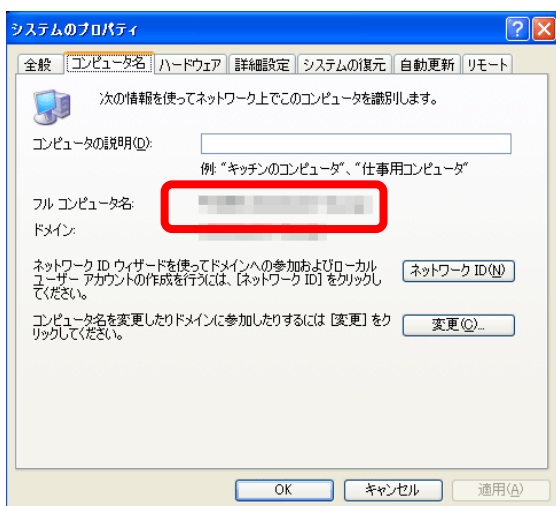 システムのプロパティ
全般 コンピュータ名 ハードウェア 詳細設定 システムの復元 自動更新 リモート
次の情報を使ってネットワーク上でこのコンピュータを識別します。
コンピュータの説明(D):
例: "キッチンのコンピュータ"、"仕事用コンピュータ"
フル コンピュータ名:
ドメイン:
ネットワーク ID ウィザードを使ってドメインへの参加およびローカル
ユーザー アカウントの作成を行うには、[ネットワーク ID] をクリックし
てください。
ネットワーク ID(N)
コンピュータ名を変更したりドメインに参加したりするには [変更] をク
リックしてください。
変更(C)...
OK キャンセル 適用(A)